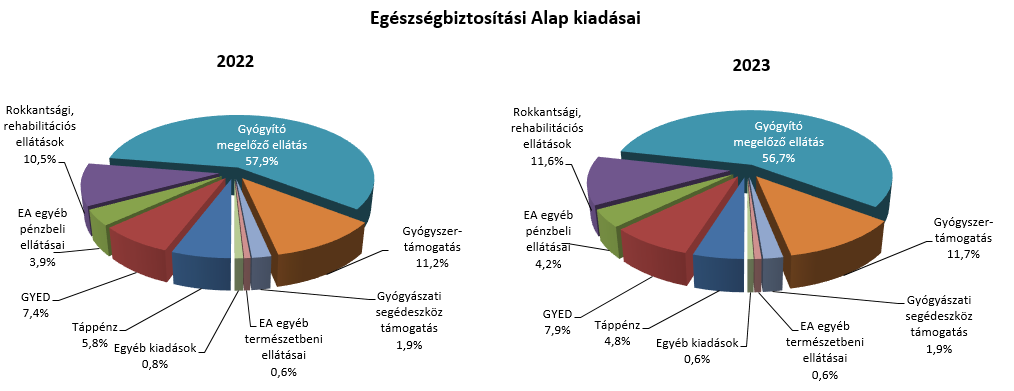 Egészségbiztosítási Alap kiadásai
2022
Gyógyító
megelőző ellátás
57,9%
Rokkantsági,
rehabilitációs
ellátások
10,5%
EA egyéb
pénzbeli
ellátásai
3,9%
GYED
7,4%
Táppénz
5,8%
Egyéb kiadások
0,8%
EA egyéb
természetbeni
ellátásai
0,6%
Gyógyászati
segédeszköz
támogatás
1,9%
Gyógyszer-
támogatás
11,2%
2023
Gyógyító
megelőző ellátás
56,7%
Rokkantsági,
rehabilitációs
ellátások
11,6%
EA egyéb
pénzbeli
ellátásai
4,2%
GYED
7,9%
Táppénz
4,8%
Egyéb kiadások
0,6%
EA egyéb
természetbeni
ellátásai
0,6%
Gyógyászati
segédeszköz
támogatás
1,9%
Gyógyszer-
támogatás
11,7%